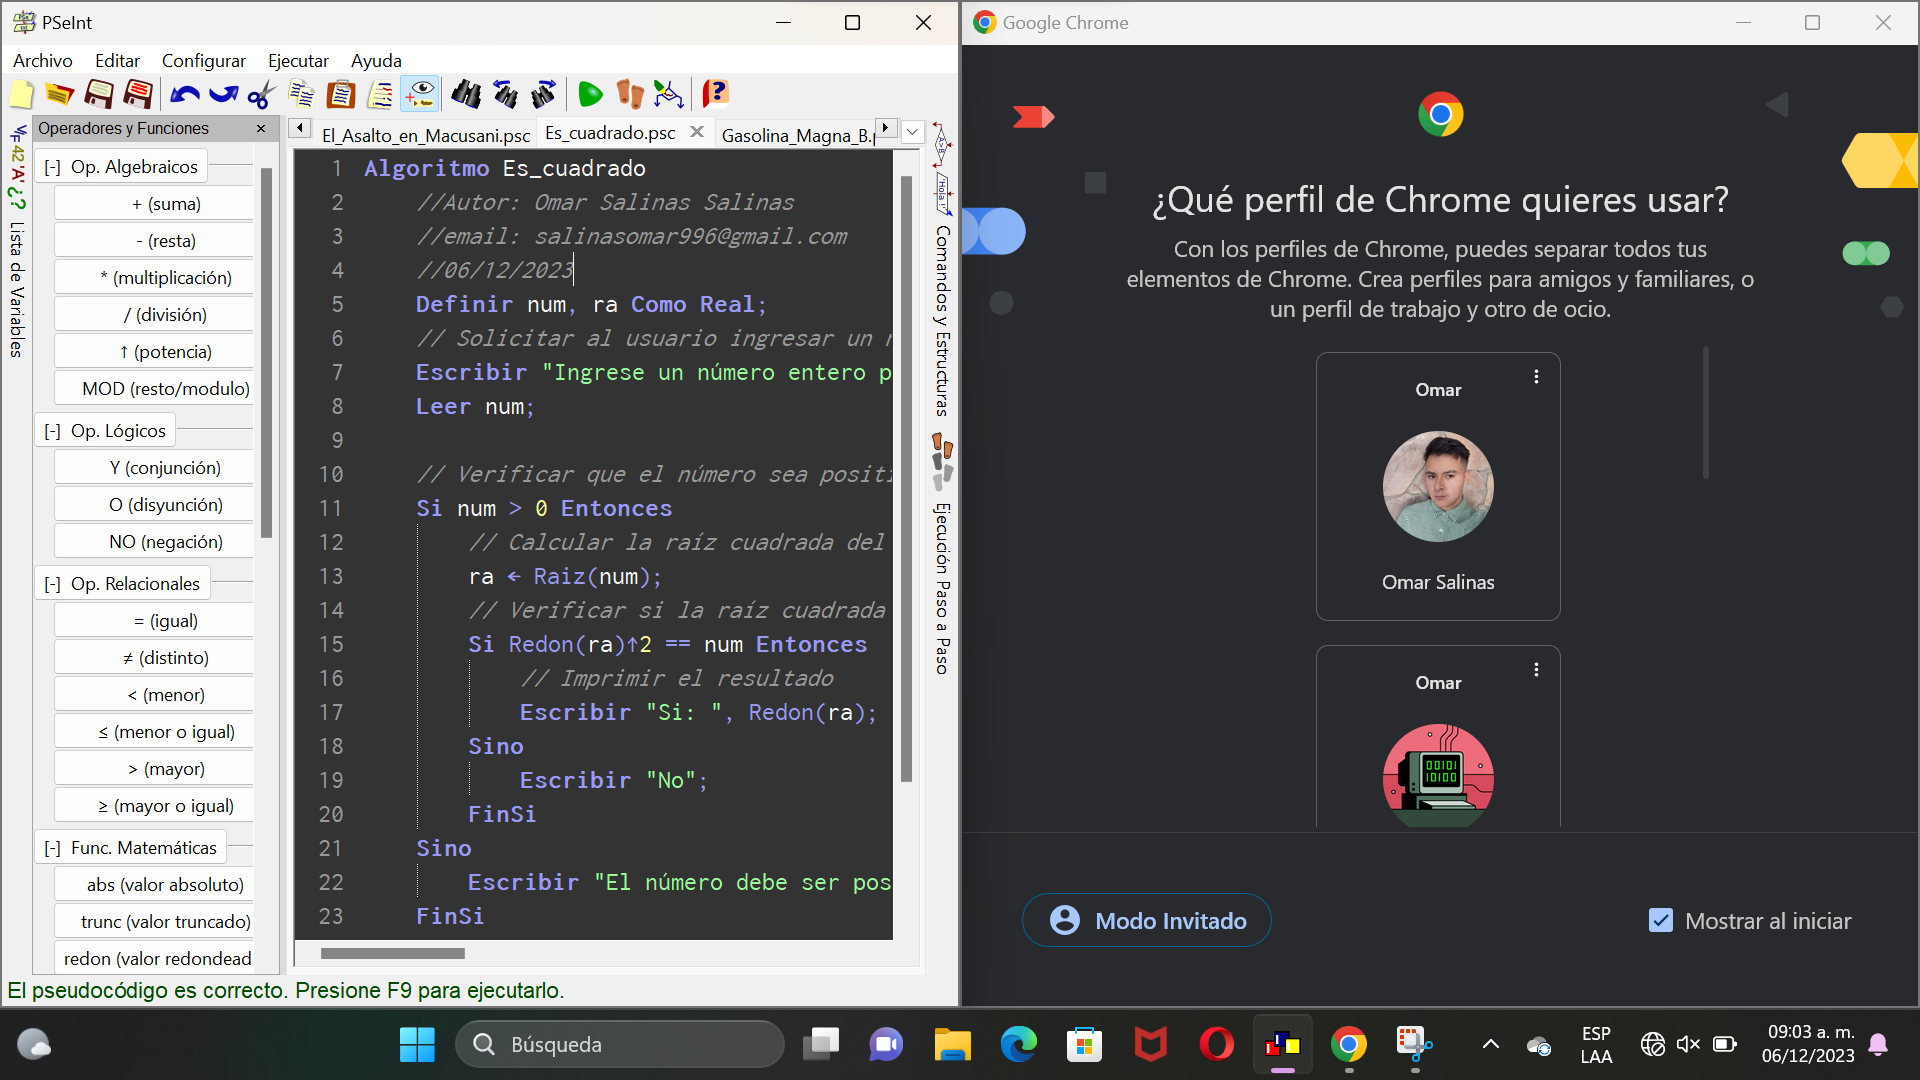 PSeInt
Archivo Editar Configurar Ejecutar Ayuda
Operadores y Funciones
El_Asalto_en_Macusani.psc Es_cuadrado.psc Gasolina_Magna_B.
Lista de Variables
[-] Op. Algebraicos
+ (suma)
- (resta)
* (multiplicación)
/ (división)
↑ (potencia)
MOD (resto/modulo)
[-] Op. Lógicos
Y (conjunción)
O (disyunción)
NO (negación)
[-] Op. Relacionales
= (igual)
≠ (distinto)
< (menor)
≤ (menor o igual)
> (mayor)
≥ (mayor o igual)
[-] Func. Matemáticas
abs (valor absoluto)
trunc (valor truncado)
redon (valor redondead
1 Algoritmo Es_cuadrado
2 //Autor: Omar Salinas Salinas
3 //email: salinasomar996@gmail.com
4 //06/12/2023
5 Definir num, ra Como Real;
6 // Solicitar al usuario ingresar un
7 Escribir "Ingrese un número entero p
8 Leer num;
9
10 // Verificar que el número sea positi
11 Si num > 0 Entonces
12 // Calcular la raíz cuadrada del
13 ra ← Raiz(num);
14 // Verificar si la raíz cuadrada
15 Si Redon(ra)↑2 == num Entonces
16 // Imprimir el resultado
17 Escribir "Si: ", Redon(ra);
18 Sino
19 Escribir "No";
20 FinSi
21 Sino
22 Escribir "El número debe ser pos
23 FinSi
A>B
'Hola !'
Comandos y Estructuras
Ejecución Paso a Paso
El pseudocódigo es correcto. Presione F9 para ejecutarlo.
Google Chrome
¿Qué perfil de Chrome quieres usar?
Con los perfiles de Chrome, puedes separar todos tus
elementos de Chrome. Crea perfiles para amigos y familiares, o
un perfil de trabajo y otro de ocio.
Omar
Omar Salinas
Omar
00101
10100
Modo Invitado
Mostrar al iniciar
Búsqueda
ESP
LAA
09:03 a. m.
06/12/2023